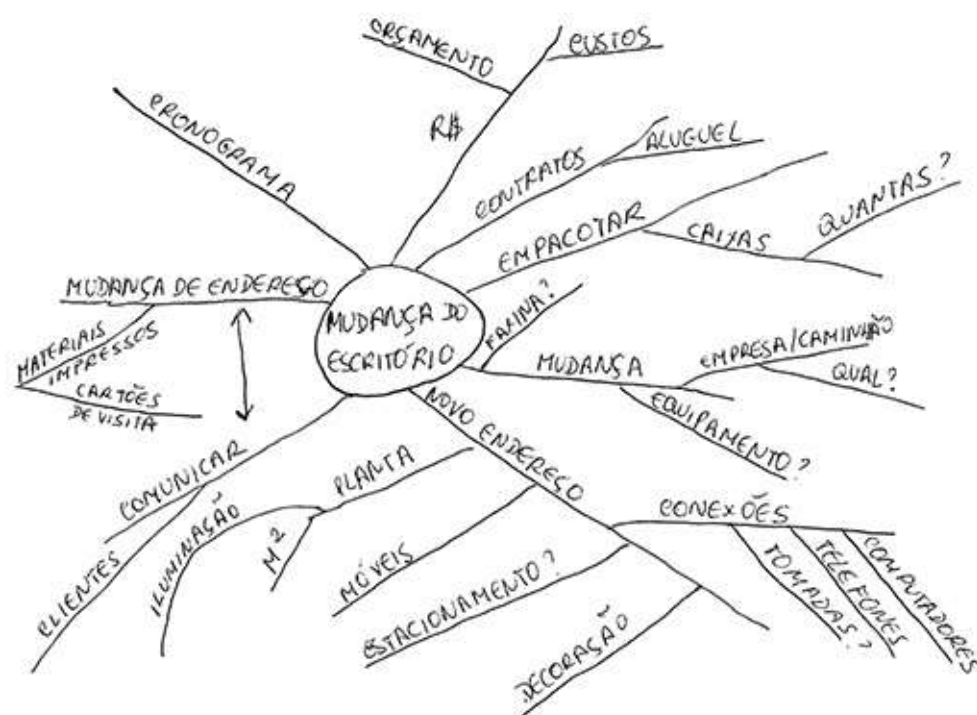 MUDANÇA DO
ESCRITÓRIO
R$
ORÇAMENTO
CUSTOS
CONTRATOS
ALUGUEL
EMPACOTAR
CAIXAS
QUANTAS?
FAXINA?
MUDANÇA
EMPRESA/CAMINHÃO
QUAL?
EQUIPAMENTO?
NOVO ENDEREÇO
CONEXÕES
TOMADAS?
TELEFONES
COMPUTADORES
DECORAÇÃO
ESTACIONAMENTO?
MÓVEIS
PLANTA
M²
ILUMINAÇÃO
COMUNICAR
CLIENTES
MUDANÇA DE ENDEREÇO
MATERIAIS
IMPRESSOS
CARTÕES
DE VISITA
CRONOGRAMA